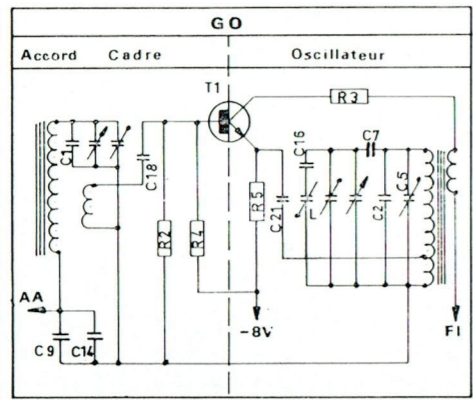 GO
Accord Cadre
Oscillateur
T1
R3
C1
C18
C16
C7
R2
R4
R5
C21
L
C2
C5
AA
C9
C14
-8V
FI